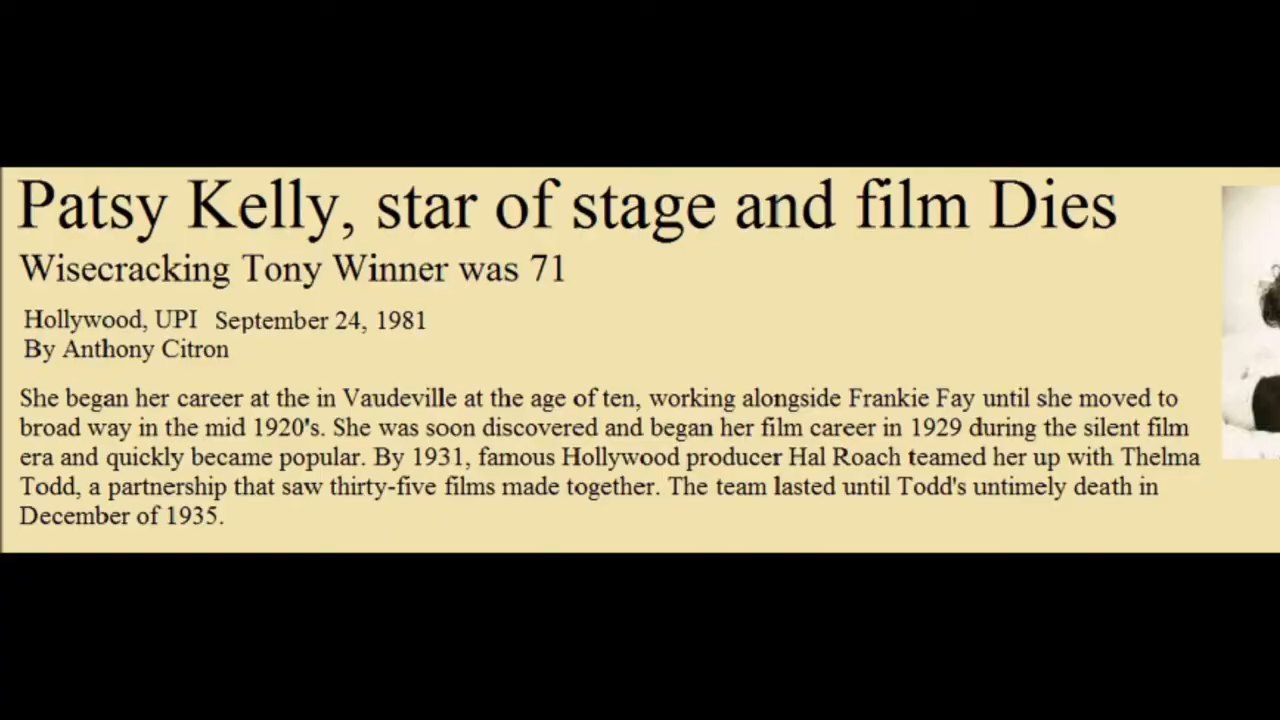 Patsy Kelly, star of stage and film Dies
Wisecracking Tony Winner was 71
Hollywood, UPI September 24, 1981
By Anthony Citron
She began her career at the in Vaudeville at the age of ten, working alongside Frankie Fay until she moved to
broad way in the mid 1920's. She was soon discovered and began her film career in 1929 during the silent film
era and quickly became popular. By 1931, famous Hollywood producer Hal Roach teamed her up with Thelma
Todd, a partnership that saw thirty-five films made together. The team lasted until Todd's untimely death in
December of 1935.